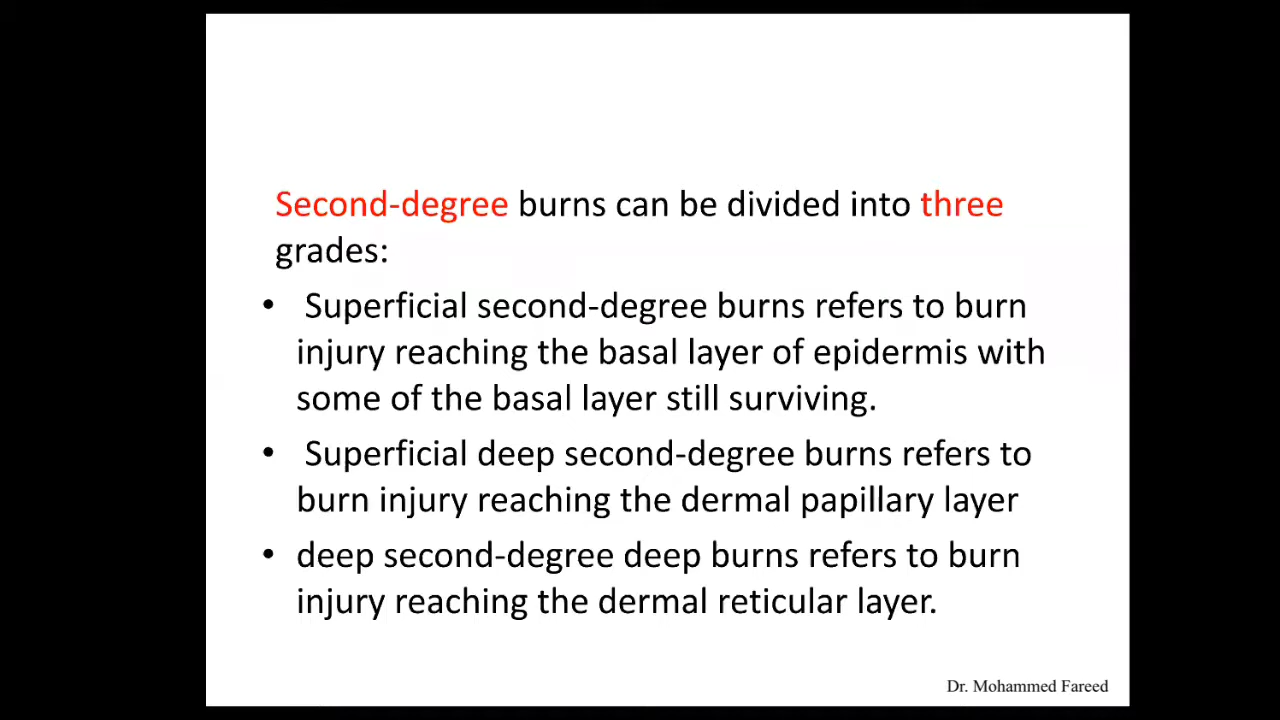 Second-degree burns can be divided into three
grades:
• Superficial second-degree burns refers to burn
injury reaching the basal layer of epidermis with
some of the basal layer still surviving.
• Superficial deep second-degree burns refers to
burn injury reaching the dermal papillary layer
• deep second-degree deep burns refers to burn
injury reaching the dermal reticular layer.
Dr. Mohammed Fareed